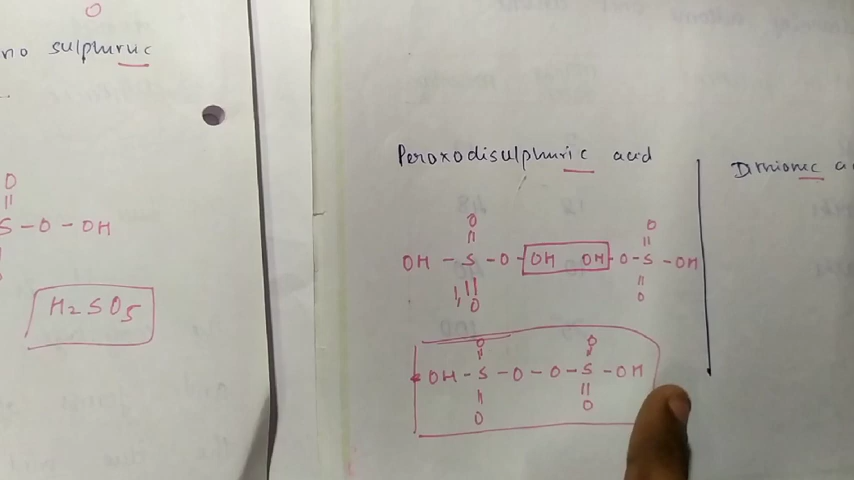 O
no sulphuric
O
||
S - O - OH
|
H₂SO₅
Peroxodisulphuric acid
O O
|| ||
OH - S - O - OH OH - O - S - OH
|| ||
O O
O O
|| ||
OH - S - O - O - S - OH
|| ||
O O
Dithionic a